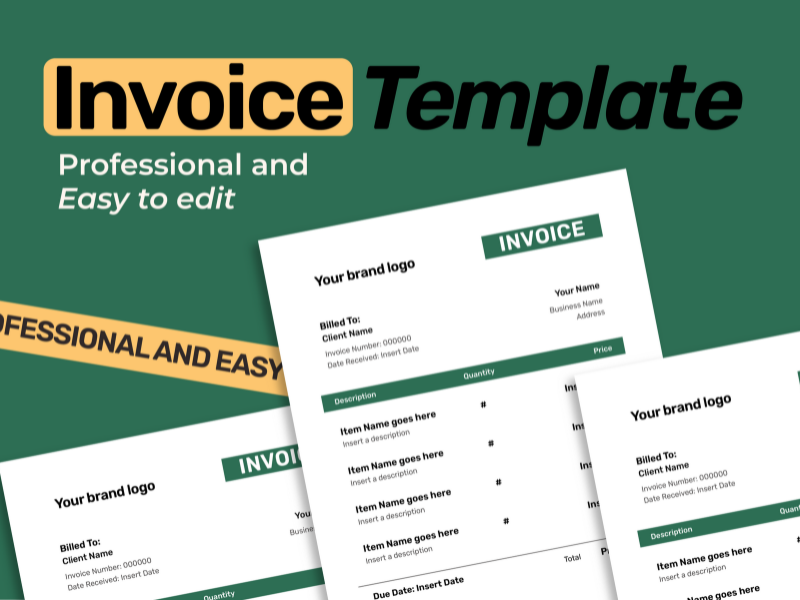 Invoice Template
Professional and
Easy to edit
PROFESSIONAL AND EASY
INVOICE
Your brand logo
Your Name
Business Name
Address
Billed To:
Client Name
Invoice Number: 000000
Date Received: Insert Date
Description Quantity Price
Item Name goes here #
Insert a description
Item Name goes here #
Insert a description
Item Name goes here #
Insert a description
Item Name goes here #
Insert a description
Total
Due Date: Insert Date
Your brand logo
Billed To:
Client Name
Invoice Number: 000000
Date Received: Insert Date
Quantity
Your brand logo
Billed To:
Client Name
Invoice Number: 000000
Date Received: Insert Date
Description
Item Name goes here
Insert a description
Name goes here